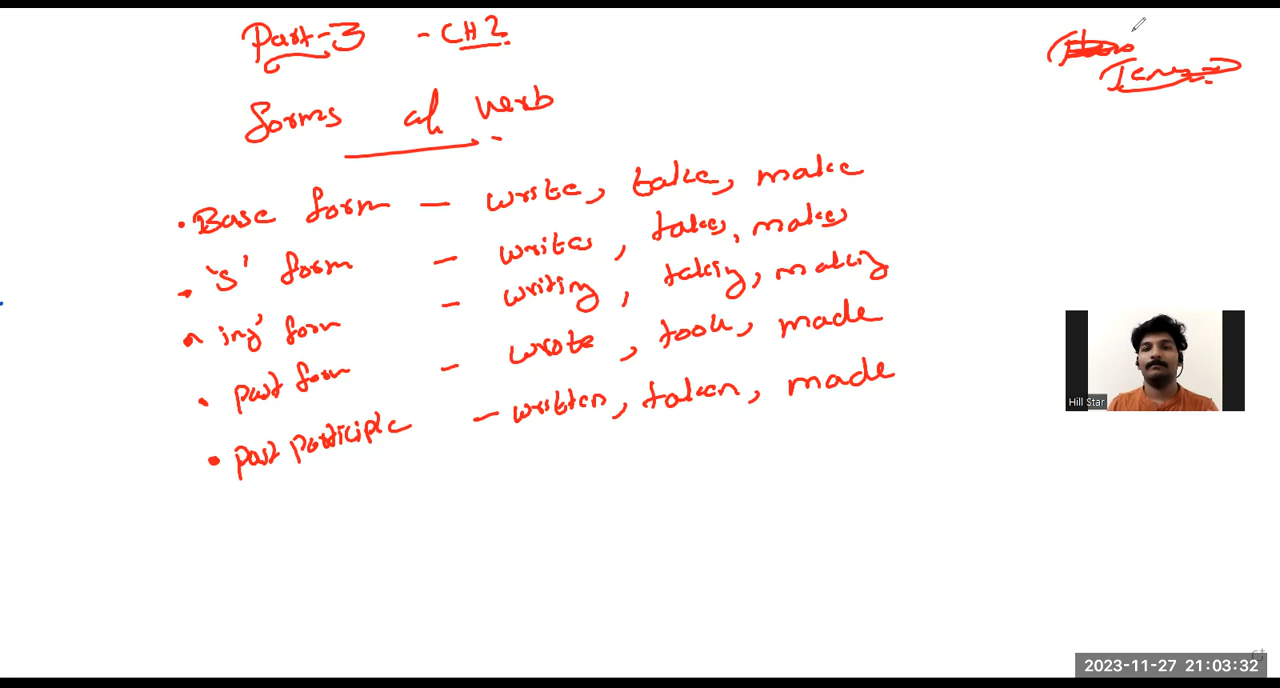 Part-3 - CH 2
forms of verb
• Base form - write, take, make
• 's' form - writes, takes, makes
• ing' form - writing, taking, making
• past form - wrote, took, made
• past participle - written, taken, made
Hill Star
2023-11-27 21:03:32